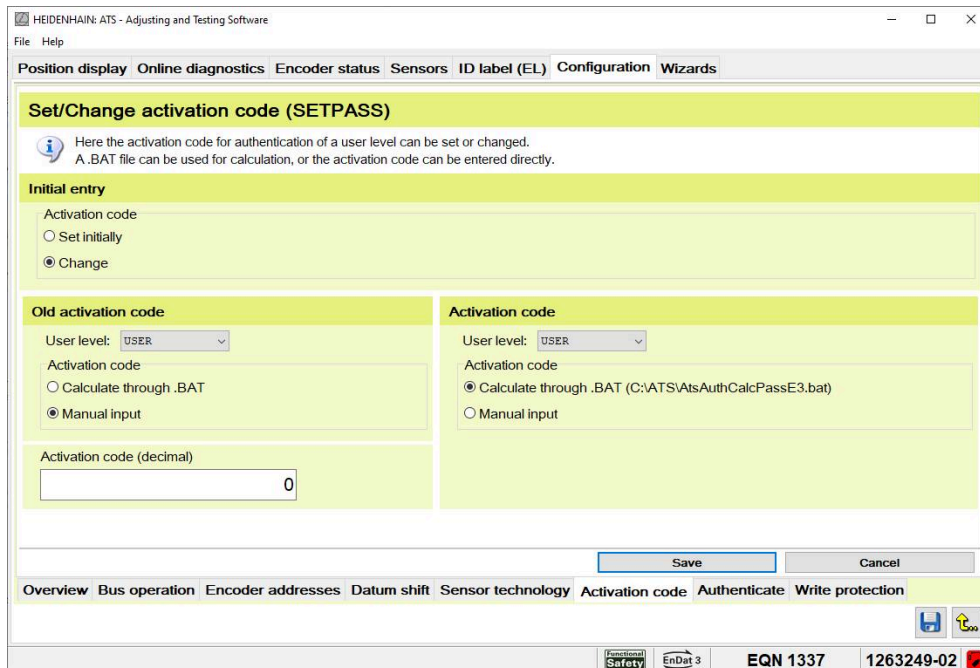 HEIDENHAIN: ATS - Adjusting and Testing Software
File Help
Position display Online diagnostics Encoder status Sensors ID label (EL) Configuration Wizards
Set/Change activation code (SETPASS)
Here the activation code for authentication of a user level can be set or changed.
A .BAT file can be used for calculation, or the activation code can be entered directly.
Initial entry
Activation code
Set initially
Change
Old activation code
User level: USER
Activation code
Calculate through .BAT
Manual input
Activation code (decimal)
0
Activation code
User level: USER
Activation code
Calculate through .BAT (C:\ATS\AtsAuthCalcPassE3.bat)
Manual input
Save Cancel
Overview Bus operation Encoder addresses Datum shift Sensor technology Activation code Authenticate Write protection
Functional
Safety
EnDat 3
EQN 1337
1263249-02